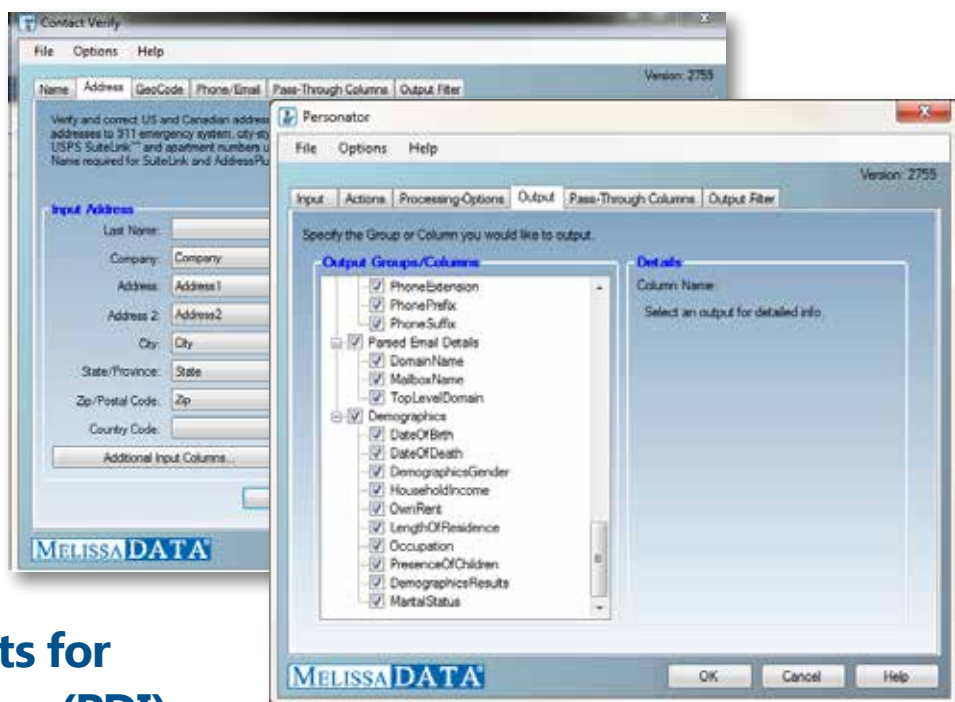 Contact Verify
File Options Help
Version: 2755
Name Address GeoCode Phone/Email Pass-Through Columns Output Filter
Verify and correct US and Canadian address
addresses to 911 emergency system, city-sty
USPS SuiteLink™ and apartment numbers u
Name required for SuiteLink and AddressPlu
Input Address
Last Name:
Company: Company
Address: Address1
Address 2: Address2
City: City
State/Province: State
Zip/Postal Code: Zip
Country Code:
Additional Input Columns...
MELISSA DATA
Personator
File Options Help
Version: 2755
Input Actions Processing-Options Output Pass-Through Columns Output Filter
Specify the Group or Column you would like to output.
Output Groups/Columns
PhoneExtension
PhonePrefix
PhoneSuffix
Parsed Email Details
DomainName
MailboxName
TopLevelDomain
Demographics
DateOfBirth
DateOfDeath
DemographicsGender
HouseholdIncome
OwnRent
LengthOfResidence
Occupation
PresenceOfChildren
DemographicsResults
MaritalStatus
Details
Column Name:
Select an output for detailed info.
MELISSA DATA
OK Cancel Help
ts for
(PDI)